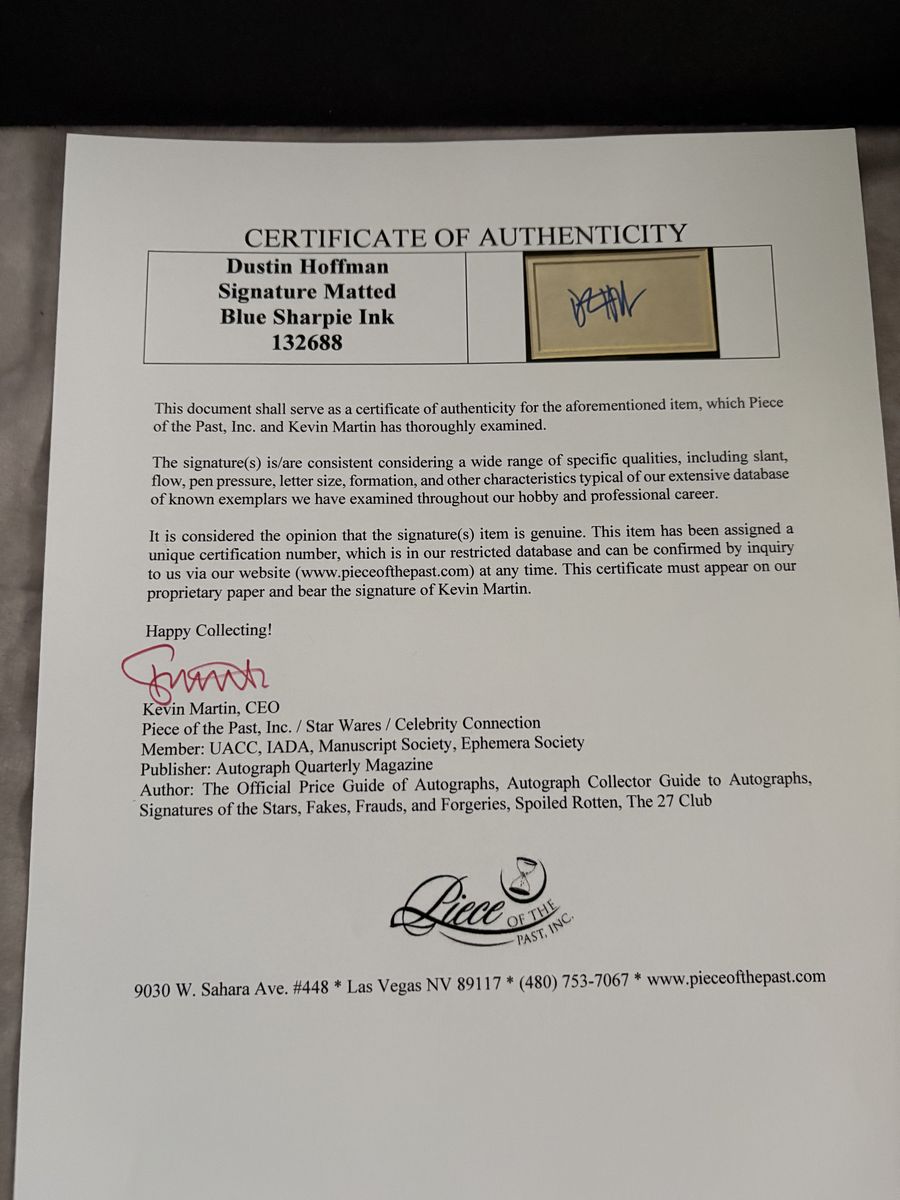 CERTIFICATE OF AUTHENTICITY
Dustin Hoffman
Signature Matted
Blue Sharpie Ink
132688
This document shall serve as a certificate of authenticity for the aforementioned item, which Piece
of the Past, Inc. and Kevin Martin has thoroughly examined.
The signature(s) is/are consistent considering a wide range of specific qualities, including slant,
flow, pen pressure, letter size, formation, and other characteristics typical of our extensive database
of known exemplars we have examined throughout our hobby and professional career.
It is considered the opinion that the signature(s) item is genuine. This item has been assigned a
unique certification number, which is in our restricted database and can be confirmed by inquiry
to us via our website (www.pieceofthepast.com) at any time. This certificate must appear on our
proprietary paper and bear the signature of Kevin Martin.
Happy Collecting!
Kevin Martin, CEO
Piece of the Past, Inc. / Star Wares / Celebrity Connection
Member: UACC, IADA, Manuscript Society, Ephemera Society
Publisher: Autograph Quarterly Magazine
Author: The Official Price Guide of Autographs, Autograph Collector Guide to Autographs,
Signatures of the Stars, Fakes, Frauds, and Forgeries, Spoiled Rotten, The 27 Club
Piece
OF THE
PAST, INC.
9030 W. Sahara Ave. #448 * Las Vegas NV 89117 * (480) 753-7067 * www.pieceofthepast.com